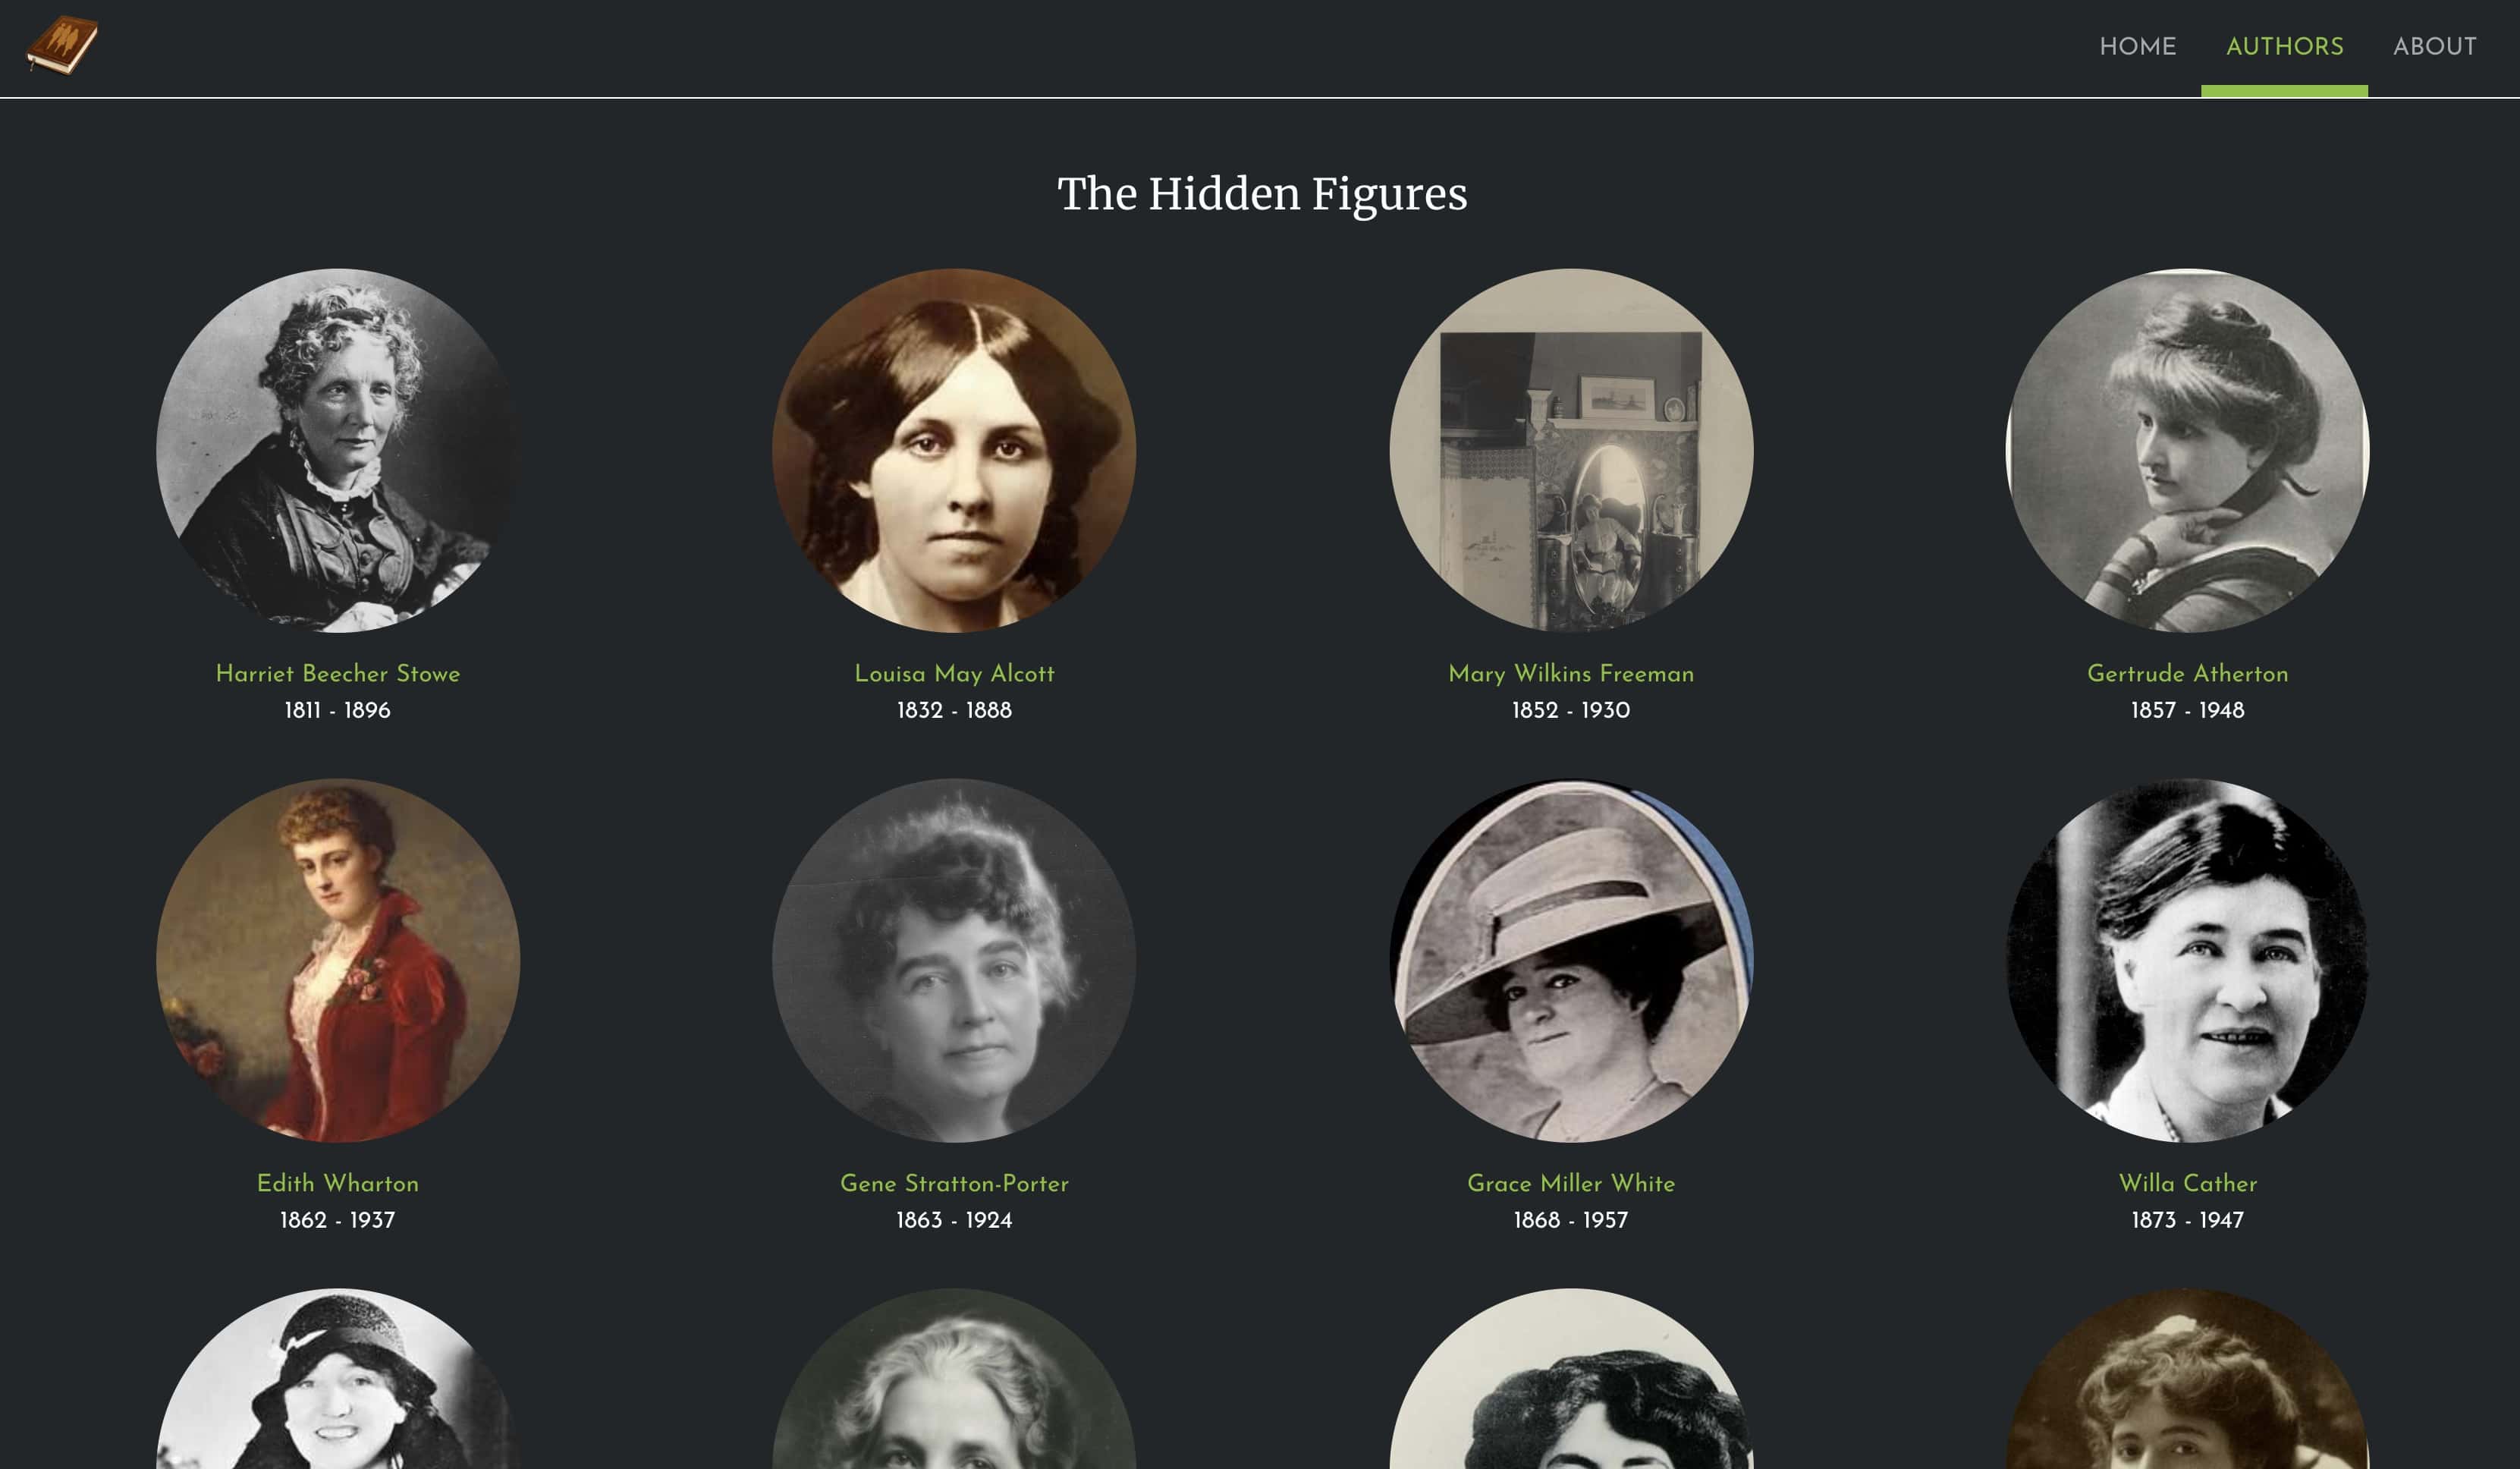 HOME AUTHORS ABOUT
The Hidden Figures
Harriet Beecher Stowe
1811 - 1896
Louisa May Alcott
1832 - 1888
Mary Wilkins Freeman
1852 - 1930
Gertrude Atherton
1857 - 1948
Edith Wharton
1862 - 1937
Gene Stratton-Porter
1863 - 1924
Grace Miller White
1868 - 1957
Willa Cather
1873 - 1947